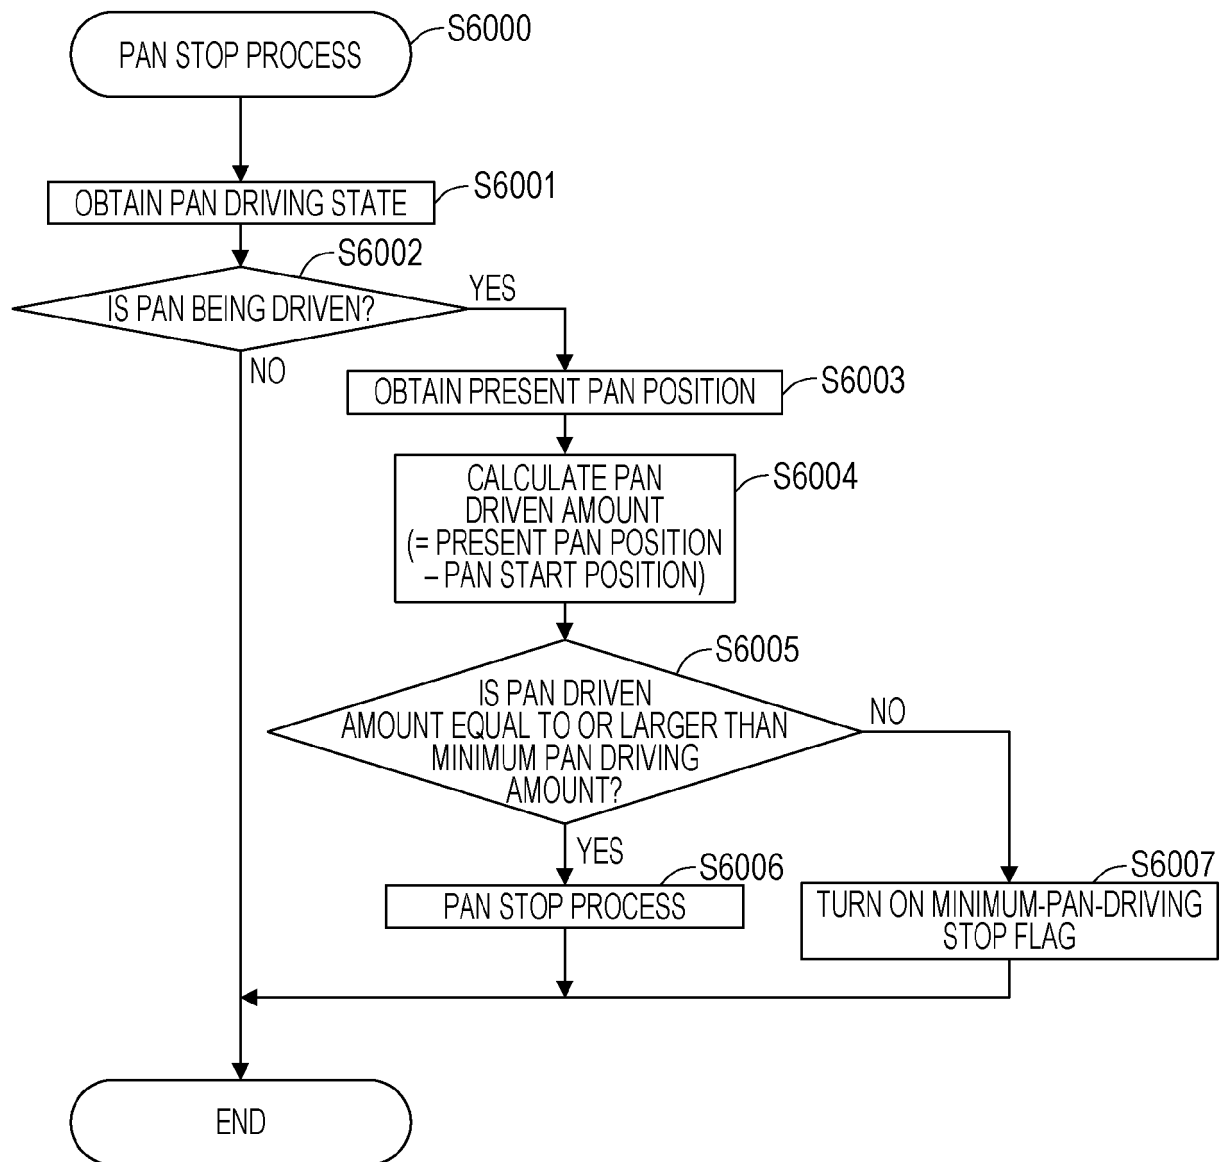 PAN STOP PROCESS
S6000
OBTAIN PAN DRIVING STATE
S6001
S6002
IS PAN BEING DRIVEN?
YES
NO
OBTAIN PRESENT PAN POSITION
S6003
CALCULATE PAN
DRIVEN AMOUNT
(= PRESENT PAN POSITION
– PAN START POSITION)
S6004
S6005
IS PAN DRIVEN
AMOUNT EQUAL TO OR LARGER THAN
MINIMUM PAN DRIVING
AMOUNT?
NO
YES
S6006
PAN STOP PROCESS
S6007
TURN ON MINIMUM-PAN-DRIVING
STOP FLAG
END